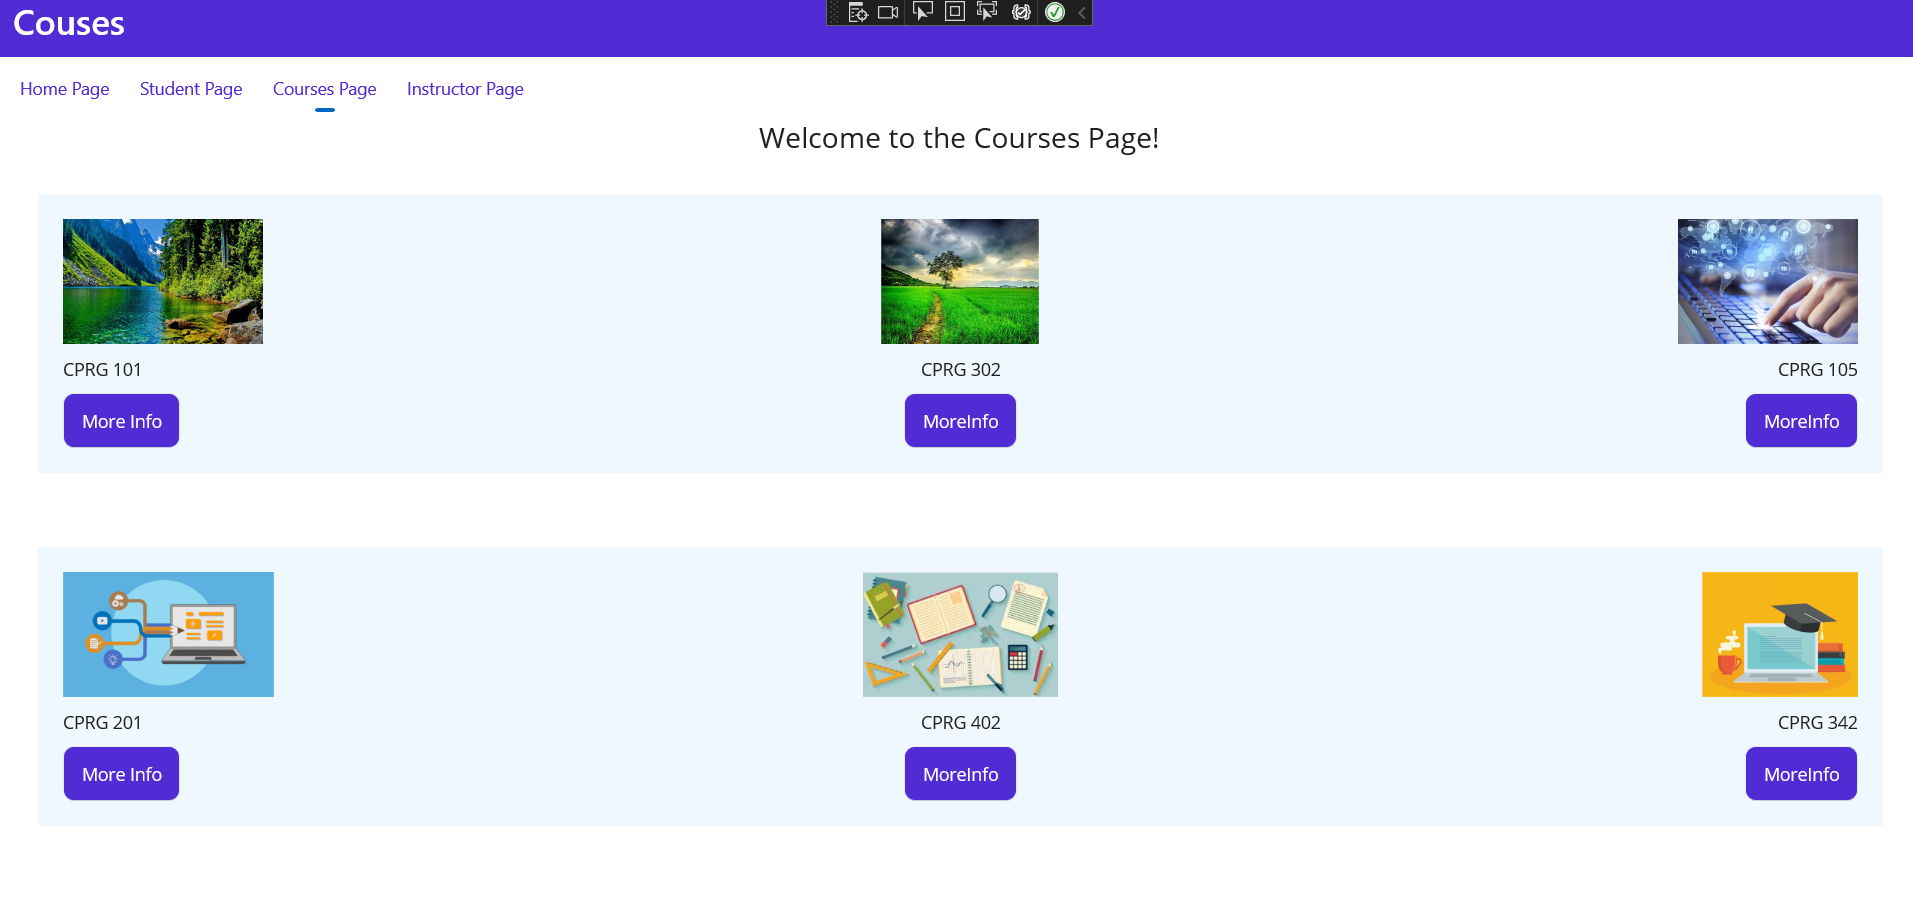 Couses
Home Page Student Page Courses Page Instructor Page
Welcome to the Courses Page!
CPRG 101 CPRG 302 CPRG 105
More Info MoreInfo MoreInfo
CPRG 201 CPRG 402 CPRG 342
More Info MoreInfo MoreInfo